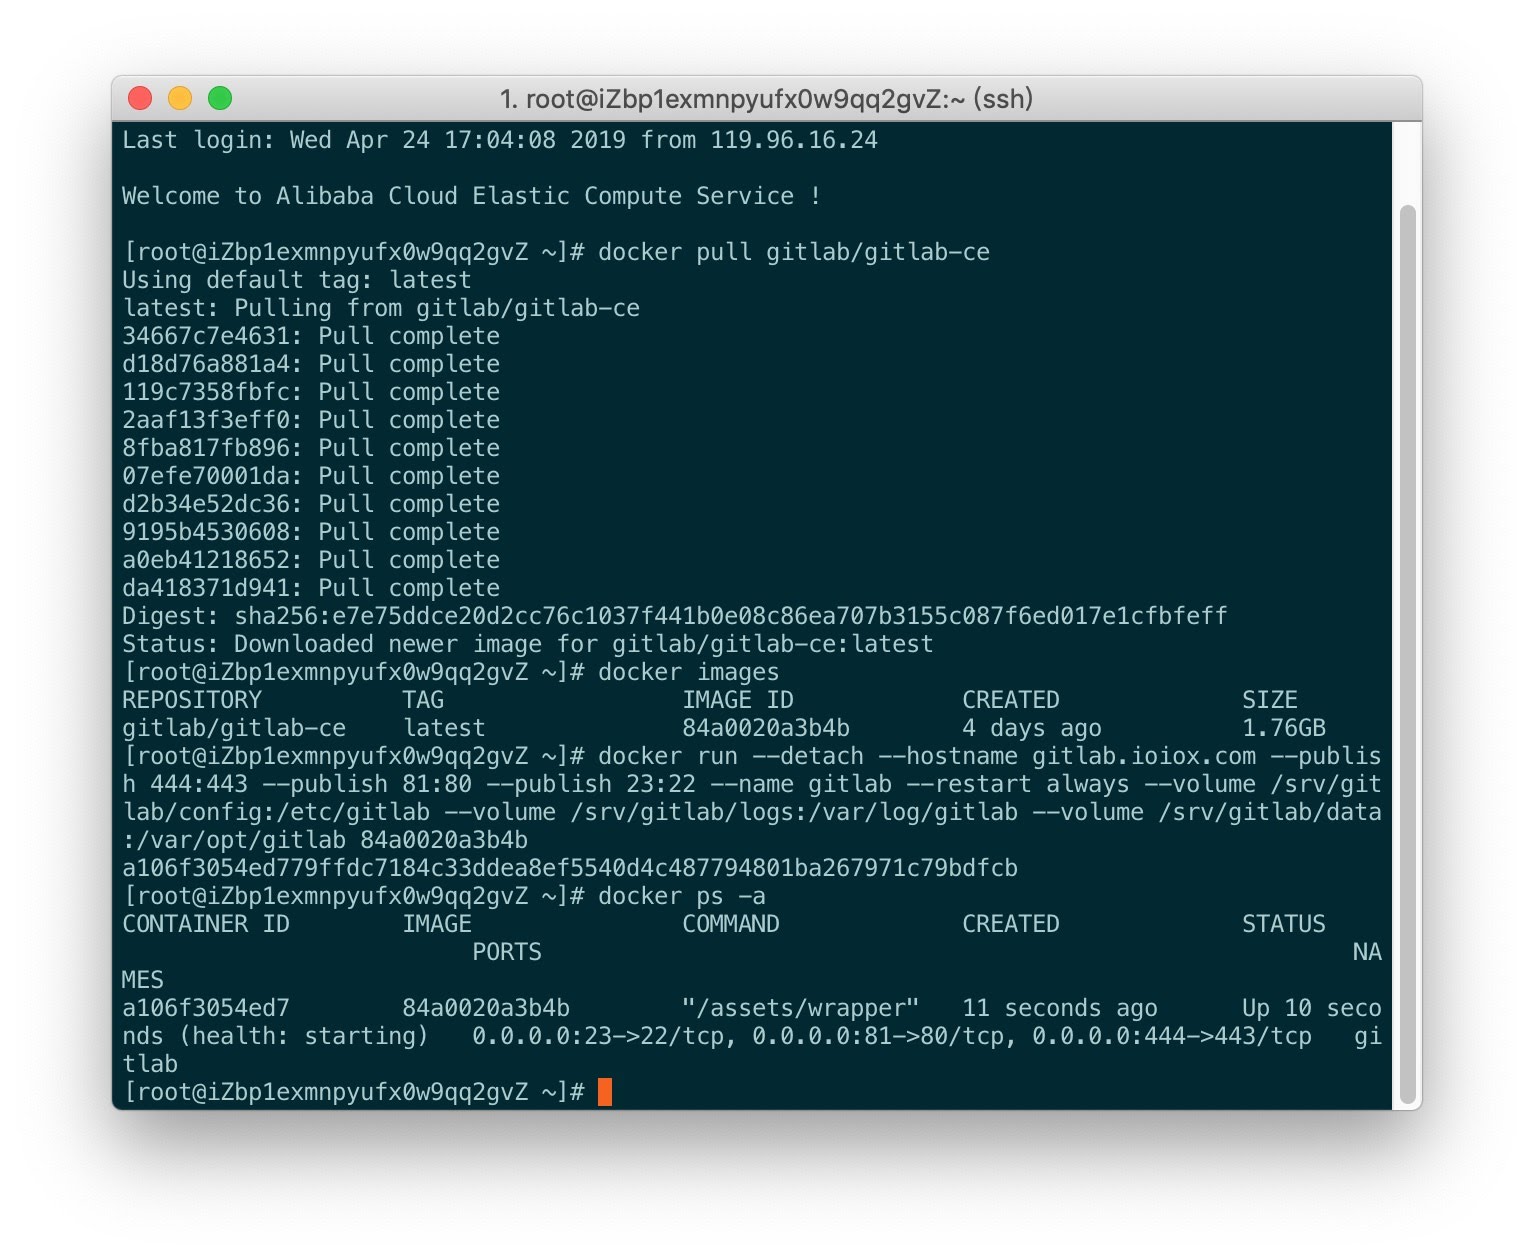 1. root@iZbp1exmnpyufx0w9qq2gvZ:~ (ssh)
Last login: Wed Apr 24 17:04:08 2019 from 119.96.16.24
Welcome to Alibaba Cloud Elastic Compute Service !
[root@iZbp1exmnpyufx0w9qq2gvZ ~]# docker pull gitlab/gitlab-ce
Using default tag: latest
latest: Pulling from gitlab/gitlab-ce
34667c7e4631: Pull complete
d18d76a881a4: Pull complete
119c7358fbfc: Pull complete
2aaf13f3eff0: Pull complete
8fba817fb896: Pull complete
07efe70001da: Pull complete
d2b34e52dc36: Pull complete
9195b4530608: Pull complete
a0eb41218652: Pull complete
da418371d941: Pull complete
Digest: sha256:e7e75ddce20d2cc76c1037f441b0e08c86ea707b3155c087f6ed017e1cfbfeff
Status: Downloaded newer image for gitlab/gitlab-ce:latest
[root@iZbp1exmnpyufx0w9qq2gvZ ~]# docker images
REPOSITORY          TAG                 IMAGE ID            CREATED             SIZE
gitlab/gitlab-ce    latest              84a0020a3b4b        4 days ago          1.76GB
[root@iZbp1exmnpyufx0w9qq2gvZ ~]# docker run --detach --hostname gitlab.ioiox.com --publis
h 444:443 --publish 81:80 --publish 23:22 --name gitlab --restart always --volume /srv/git
lab/config:/etc/gitlab --volume /srv/gitlab/logs:/var/log/gitlab --volume /srv/gitlab/data
:/var/opt/gitlab 84a0020a3b4b
a106f3054ed779ffdc7184c33ddea8ef5540d4c487794801ba267971c79bdfcb
[root@iZbp1exmnpyufx0w9qq2gvZ ~]# docker ps -a
CONTAINER ID        IMAGE               COMMAND             CREATED             STATUS
PORTS                                                          NA
MES
a106f3054ed7        84a0020a3b4b        "/assets/wrapper"   11 seconds ago      Up 10 seco
nds (health: starting)   0.0.0.0:23->22/tcp, 0.0.0.0:81->80/tcp, 0.0.0.0:444->443/tcp   gi
tlab
[root@iZbp1exmnpyufx0w9qq2gvZ ~]#